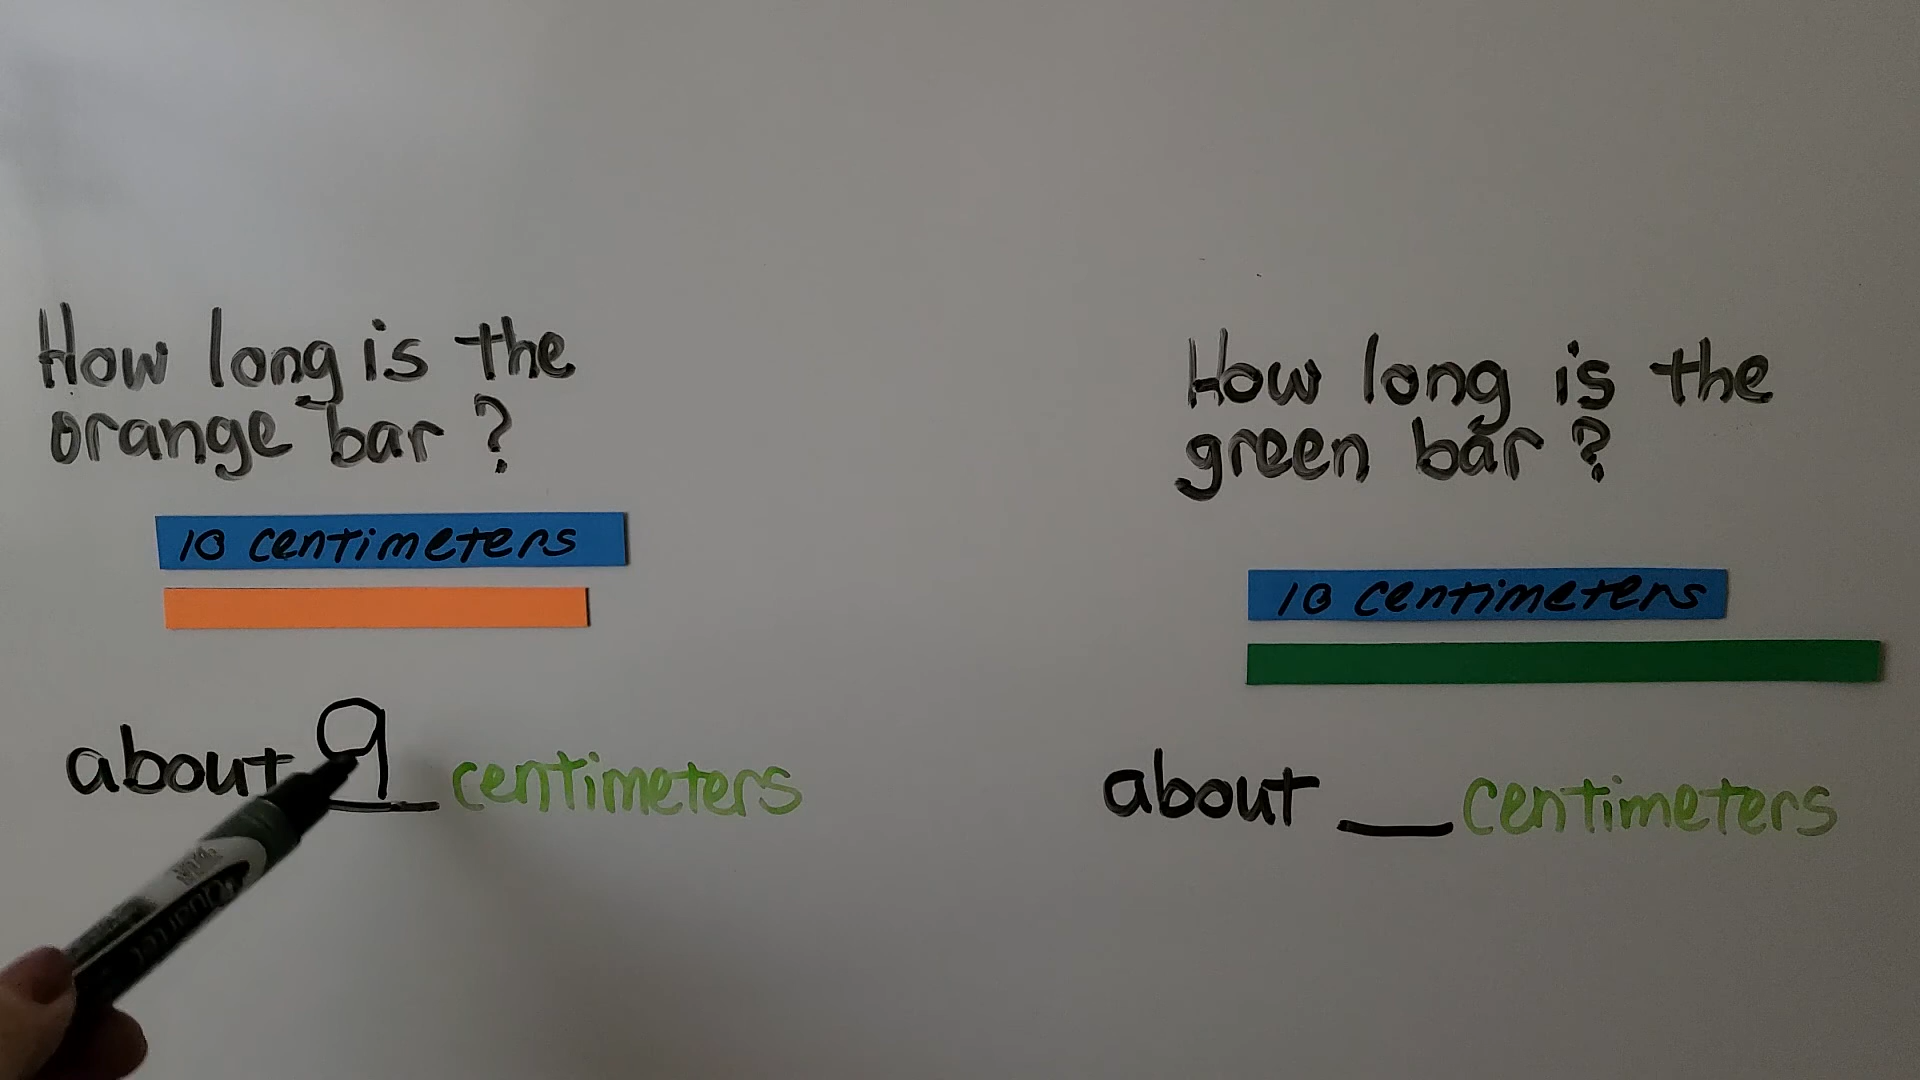 How long is the
orange bar?
10 centimeters
about 9 centimeters
How long is the
green bar?
10 centimeters
about __ centimeters
Quartet